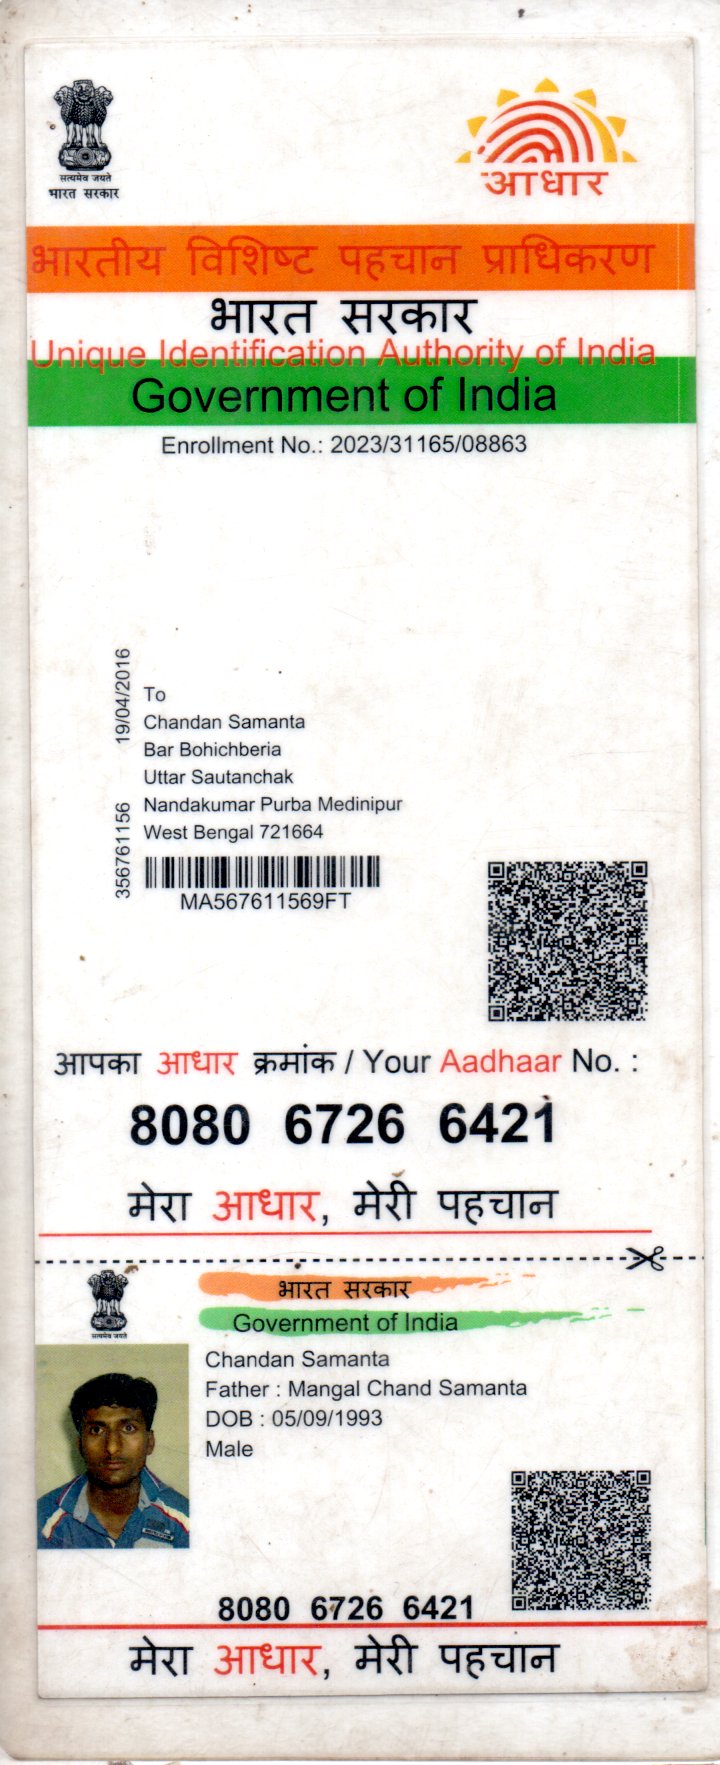 सत्यमेव जयते
भारत सरकार
आधार
भारतीय विशिष्ट पहचान प्राधिकरण
भारत सरकार
Unique Identification Authority of India
Government of India
Enrollment No.: 2023/31165/08863
19/04/2016
356761156
To
Chandan Samanta
Bar Bohichberia
Uttar Sautanchak
Nandakumar Purba Medinipur
West Bengal 721664
MA567611569FT
आपका आधार क्रमांक / Your Aadhaar No. :
8080 6726 6421
मेरा आधार, मेरी पहचान
सत्यमेव जयते
भारत सरकार
Government of India
Chandan Samanta
Father : Mangal Chand Samanta
DOB : 05/09/1993
Male
8080 6726 6421
मेरा आधार, मेरी पहचान